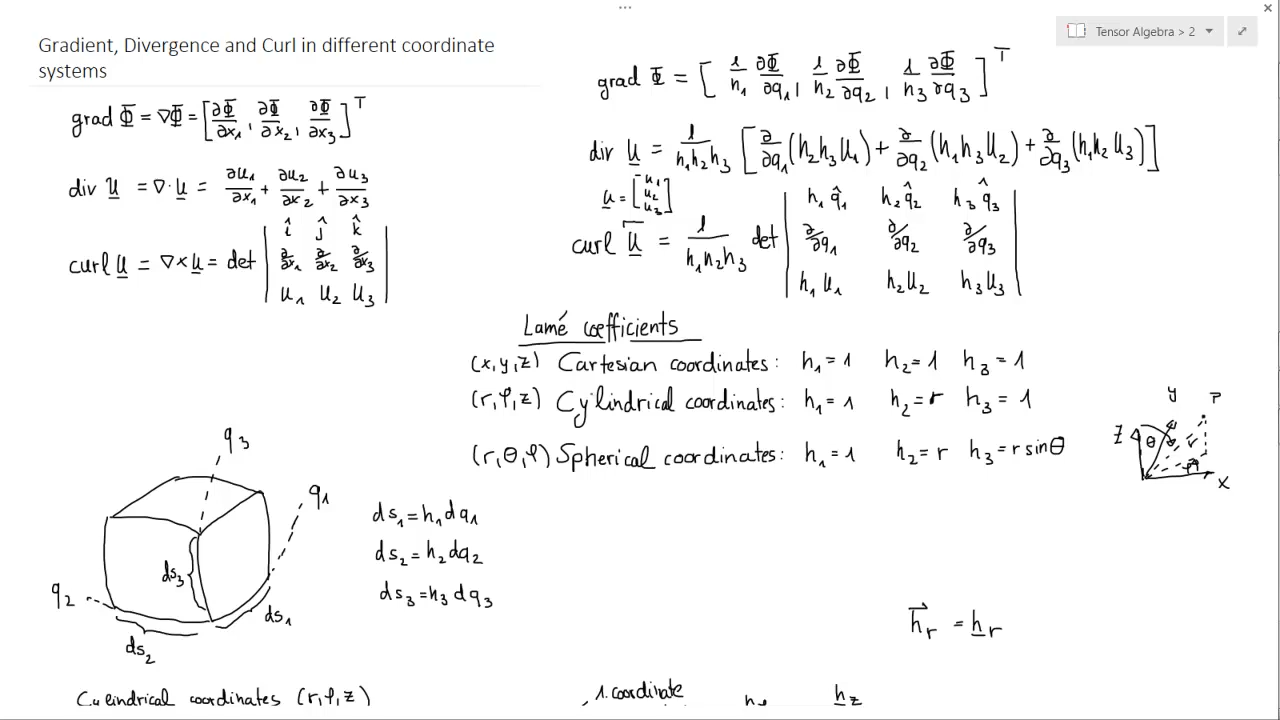 Gradient, Divergence and Curl in different coordinate
systems
Tensor Algebra > 2
grad Φ = ∇Φ = [∂Φ/∂x₁, ∂Φ/∂x₂, ∂Φ/∂x₃]ᵀ
div u = ∇·u = ∂u₁/∂x₁ + ∂u₂/∂x₂ + ∂u₃/∂x₃
curl u = ∇×u = det | î ĵ k̂ |
| ∂/∂x₁ ∂/∂x₂ ∂/∂x₃ |
| u₁ u₂ u₃ |
grad Φ = [1/h₁ ∂Φ/∂q₁, 1/h₂ ∂Φ/∂q₂, 1/h₃ ∂Φ/∂q₃]ᵀ
div u = 1/(h₁h₂h₃) [∂/∂q₁(h₂h₃u₁) + ∂/∂q₂(h₁h₃u₂) + ∂/∂q₃(h₁h₂u₃)]
u = [u₁ u₂ u₃]
curl u = 1/(h₁h₂h₃) det | h₁q̂₁ h₂q̂₂ h₃q̂₃ |
| ∂/∂q₁ ∂/∂q₂ ∂/∂q₃ |
| h₁u₁ h₂u₂ h₃u₃ |
Lamé coefficients
(x,y,z) Cartesian coordinates: h₁=1 h₂=1 h₃=1
(r,φ,z) Cylindrical coordinates: h₁=1 h₂=r h₃=1
(r,θ,φ) Spherical coordinates: h₁=1 h₂=r h₃=r sinθ
y P
z θ r
φ
x
q₃
q₁
q₂
ds₃
ds₁
ds₂
ds₁=h₁dq₁
ds₂=h₂dq₂
ds₃=h₃dq₃
h⃗ᵣ = hᵣ
Cylindrical coordinates (r,φ,z)
1. coordinate
h_z